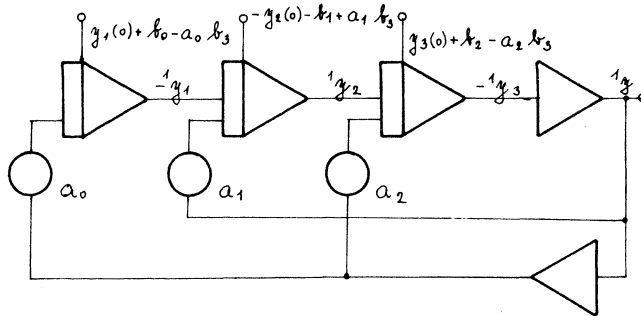 y₁(0) + b₀ - a₀ b₃
-y₂(0) - b₁ + a₁ b₃
y₃(0) + b₂ - a₂ b₃
-¹y₁
¹y₂
-¹y₃
¹y
a₀
a₁
a₂